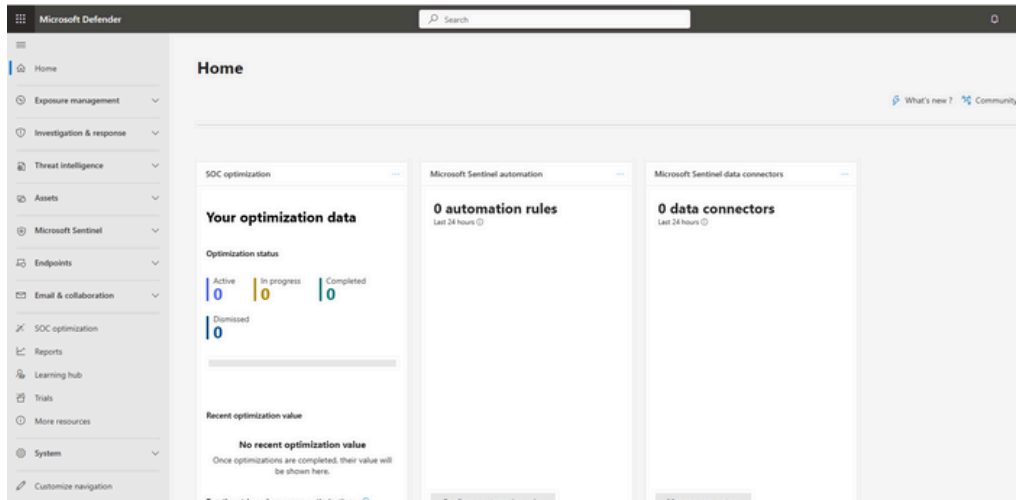 Microsoft Defender
Search
Home
Exposure management
Investigation & response
Threat intelligence
Assets
Microsoft Sentinel
Endpoints
Email & collaboration
SOC optimization
Reports
Learning hub
Trials
More resources
System
Customize navigation
Home
What's new ? Community
SOC optimization
Your optimization data
Optimization status
Active In progress Completed
0 0 0
Dismissed
0
Recent optimization value
No recent optimization value
Once optimizations are completed, their value will
be shown here.
Microsoft Sentinel automation
0 automation rules
Last 24 hours
Microsoft Sentinel data connectors
0 data connectors
Last 24 hours